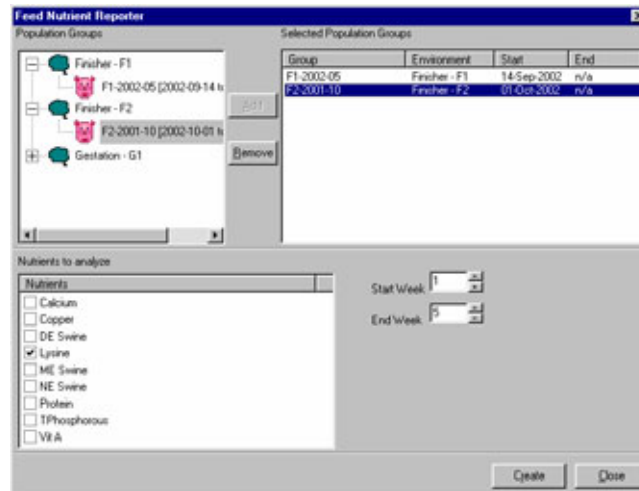 Feed Nutrient Reporter
Population Groups
Finisher - F1
F1-2002-05 [2002-09-14 t
Finisher - F2
F2-2001-10 [2002-10-01 t
Gestation - G1
Add
Remove
Selected Population Groups
Group Environment Start End
F1-2002-05 Finisher - F1 14-Sep-2002 n/a
F2-2001-10 Finisher - F2 01-Oct-2002 n/a
Nutrients to analyze
Nutrients
Calcium
Copper
DE Swine
Lysine
ME Swine
NE Swine
Protein
TPhosphorous
Vit A
Start Week 1
End Week 5
Create
Close